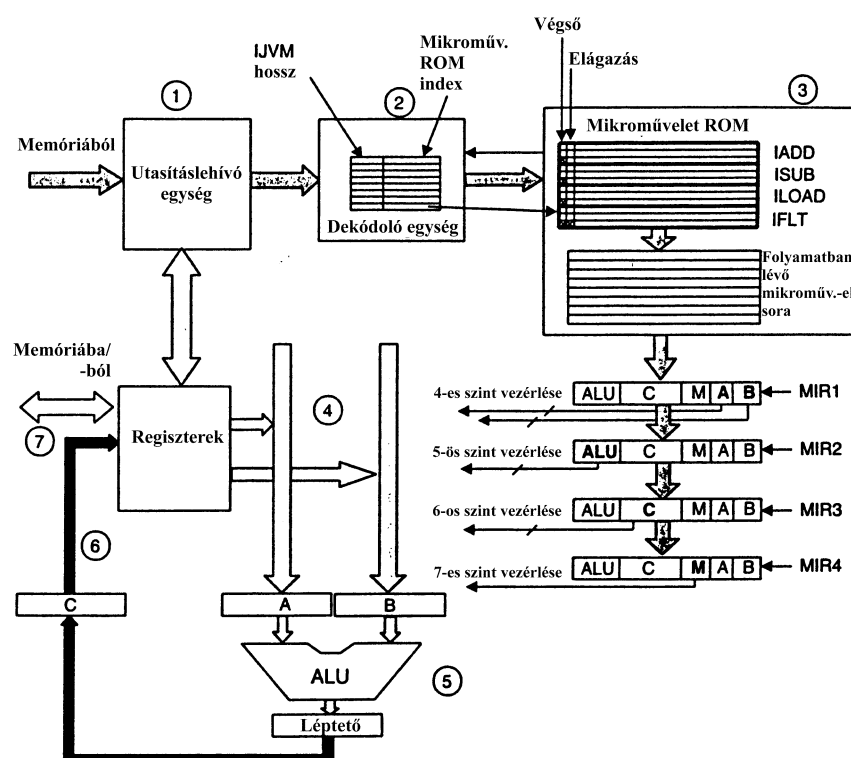 Végső
Elágazás
IJVM
hossz
Mikroműv.
ROM
index
1
2
3
Memóriából
Utasításlehívó
egység
Dekódoló egység
Mikroművelet ROM
IADD
ISUB
ILOAD
IFLT
Folyamatban
lévő
mikroműv.-el
sora
Memóriába/
-ból
7
Regiszterek
4
4-es szint vezérlése
ALU C M A B
MIR1
5-ös szint vezérlése
ALU C M A B
MIR2
6-os szint vezérlése
ALU C M A B
MIR3
7-es szint vezérlése
ALU C M A B
MIR4
6
C
A
B
ALU
5
Léptető